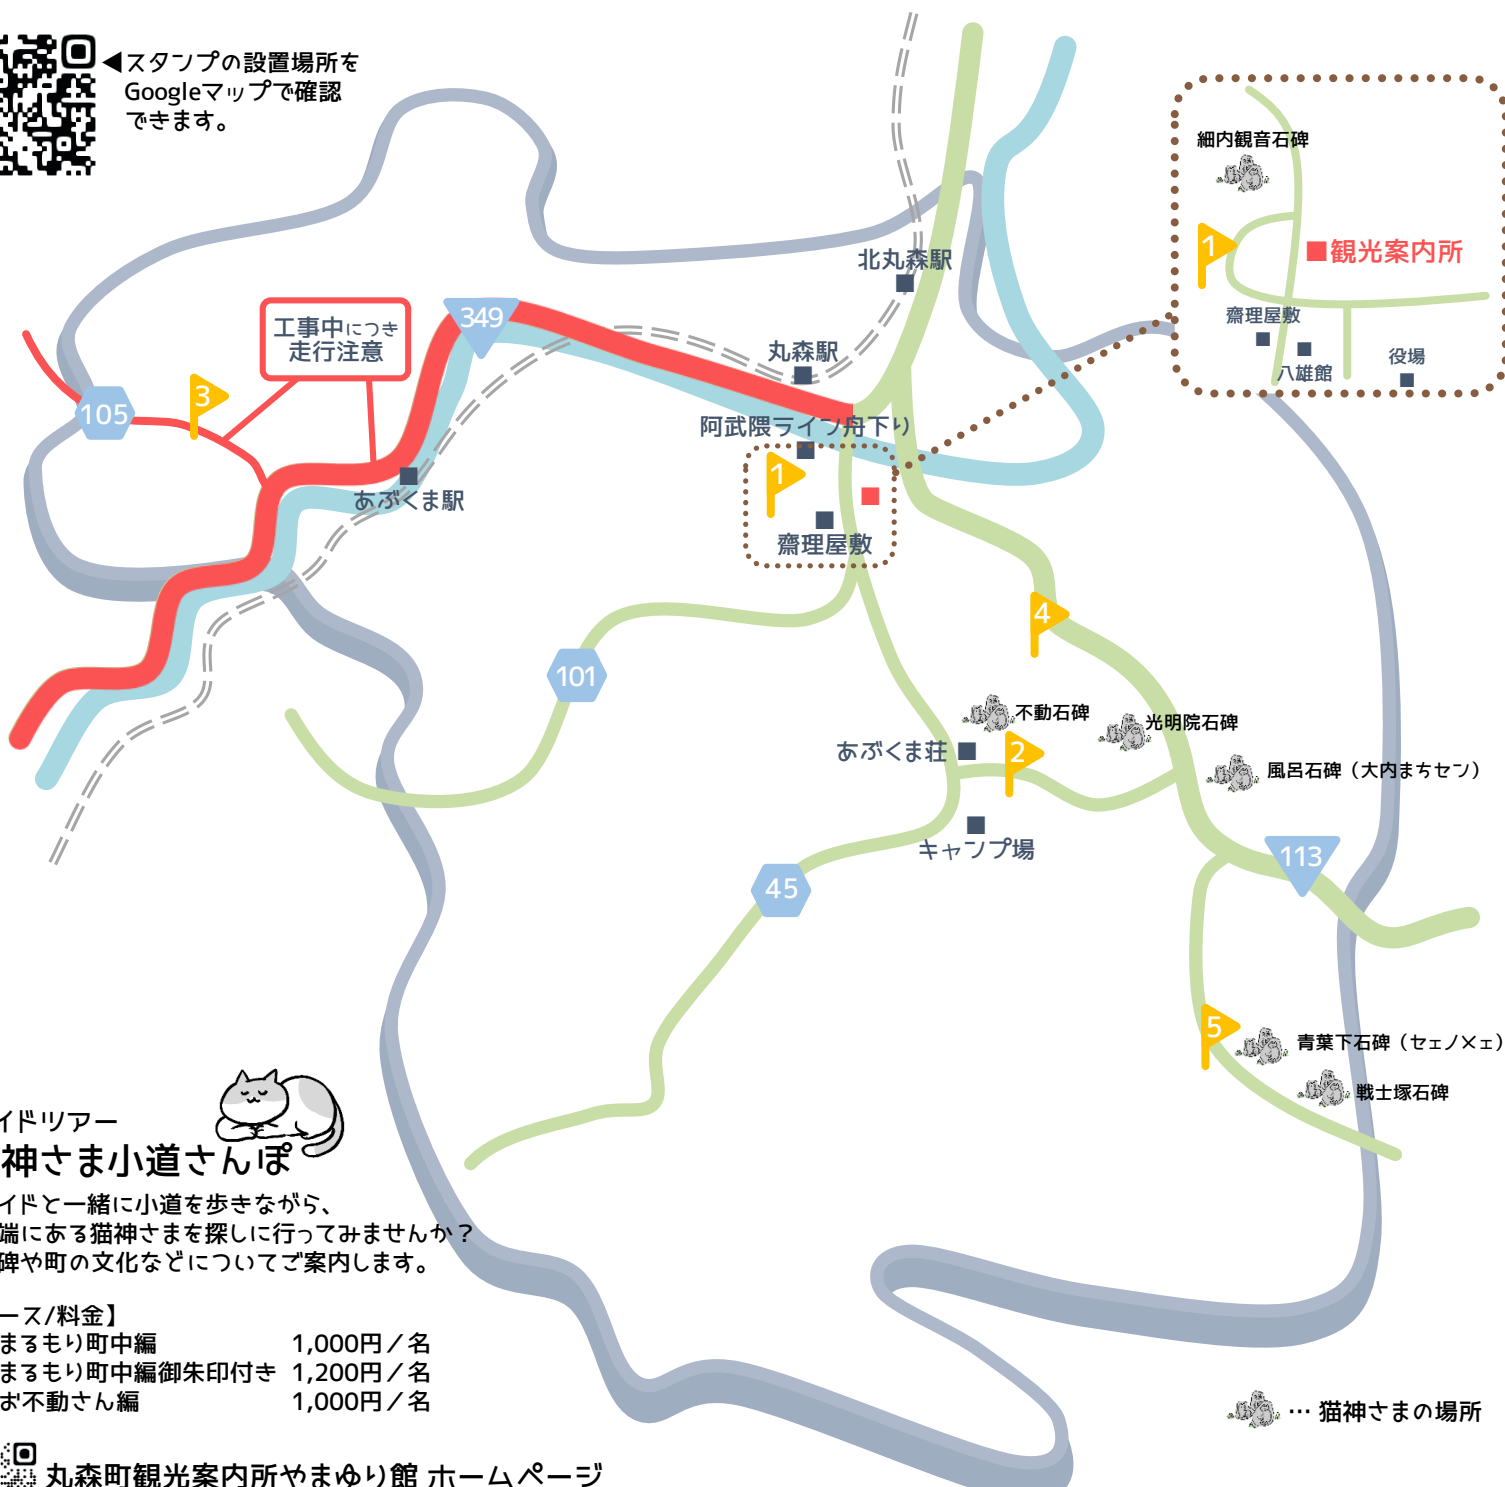 ◀スタンプの設置場所を
Googleマップで確認
できます。
細内観音石碑
1
■観光案内所
齋理屋敷
八雄館
役場
北丸森駅
349
工事中につき
走行注意
丸森駅
3
105
阿武隈ライン舟下り
1
あぶくま駅
齋理屋敷
4
101
不動石碑
光明院石碑
あぶくま荘
2
風呂石碑（大内まちセン）
キャンプ場
113
45
5
青葉下石碑（セェノメェ）
戦士塚石碑
イドツアー
神さま小道さんぽ
イドと一緒に小道を歩きながら、
端にある猫神さまを探しに行ってみませんか？
碑や町の文化などについてご案内します。
ース/料金】
まるもり町中編 1,000円／名
まるもり町中編御朱印付き 1,200円／名
お不動さん編 1,000円／名
… 猫神さまの場所
丸森町観光案内所やまゆり館 ホームページ